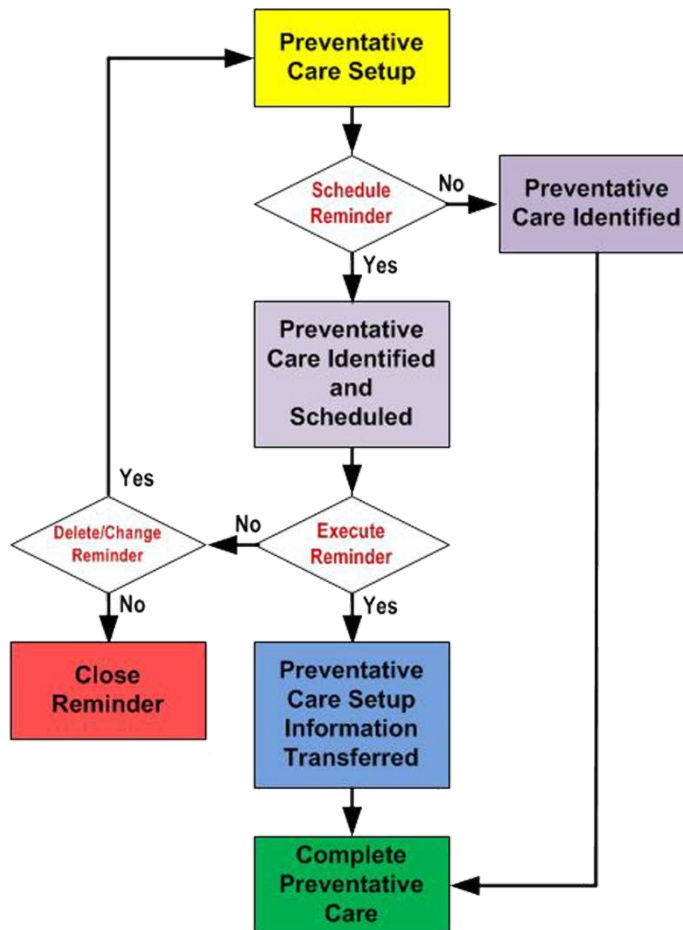 Preventative
Care Setup
Schedule
Reminder
No
Preventative
Care Identified
Yes
Preventative
Care Identified
and
Scheduled
Yes
Delete/Change
Reminder
No
Execute
Reminder
No
Yes
Close
Reminder
Preventative
Care Setup
Information
Transferred
Complete
Preventative
Care